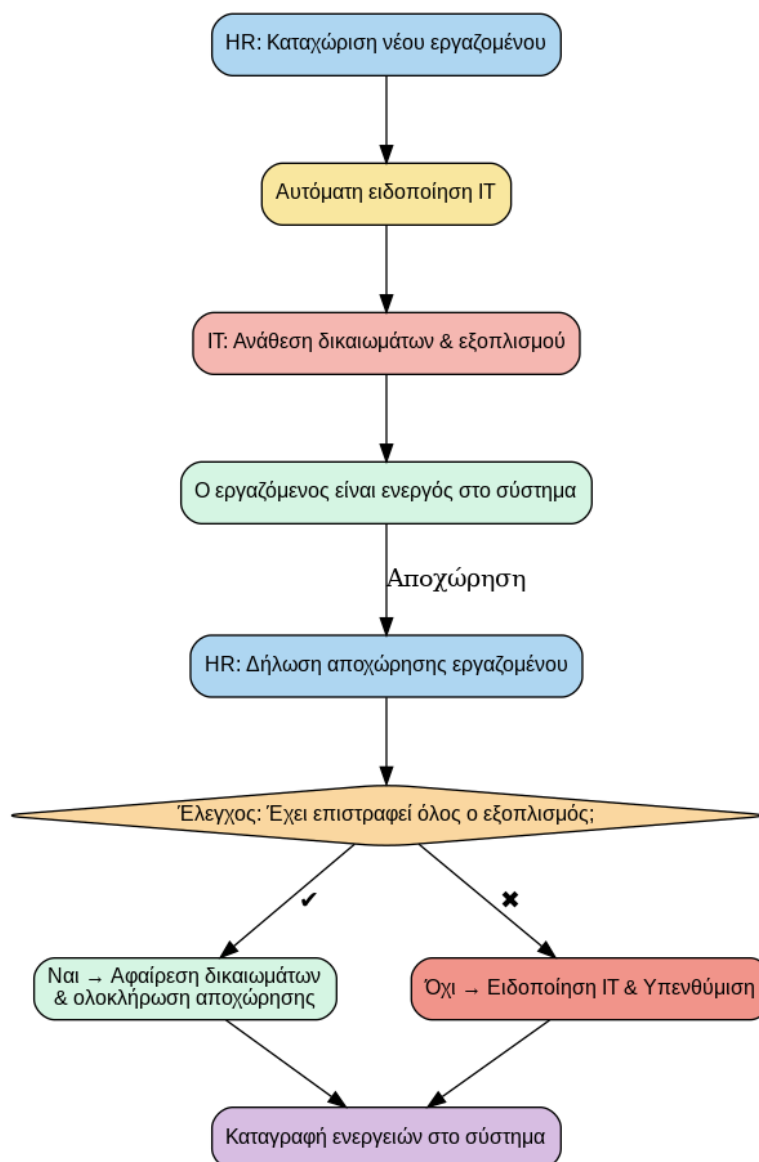 HR: Καταχώριση νέου εργαζομένου
Αυτόματη ειδοποίηση IT
IT: Ανάθεση δικαιωμάτων & εξοπλισμού
Ο εργαζόμενος είναι ενεργός στο σύστημα
Αποχώρηση
HR: Δήλωση αποχώρησης εργαζομένου
Έλεγχος: Έχει επιστραφεί όλος ο εξοπλισμός;
✔
✖
Ναι → Αφαίρεση δικαιωμάτων
& ολοκλήρωση αποχώρησης
Όχι → Ειδοποίηση IT & Υπενθύμιση
Καταγραφή ενεργειών στο σύστημα